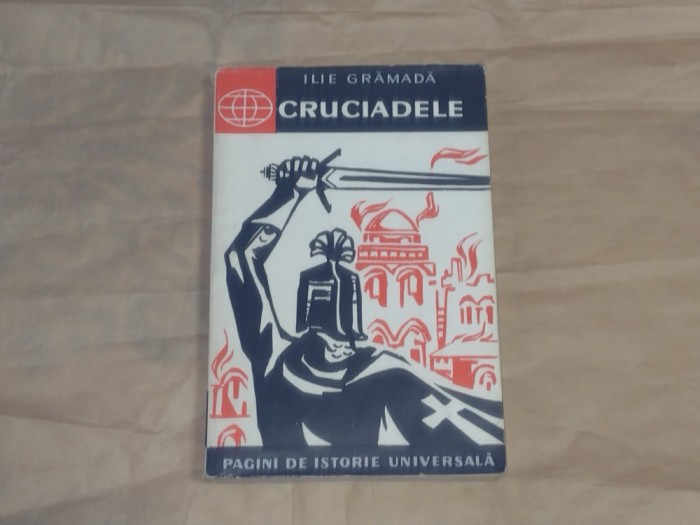 ILIE GRĂMADĂ
CRUCIADELE
PAGINI DE ISTORIE UNIVERSALĂ